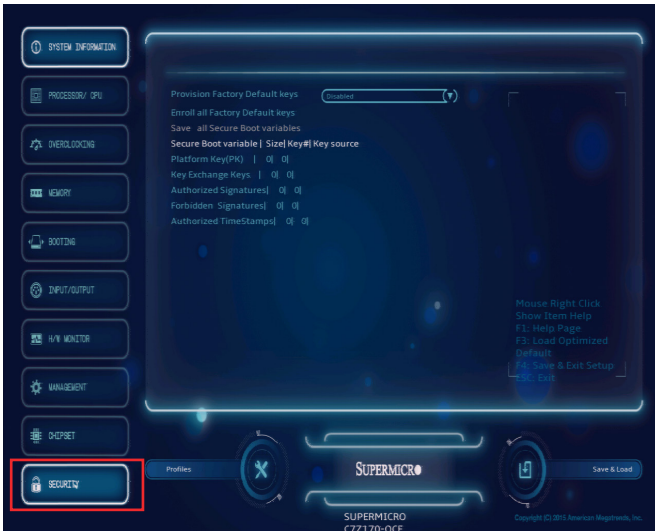 SYSTEM INFORMATION
PROCESSOR/ CPU
OVERCLOCKING
MEMORY
BOOTING
INPUT/OUTPUT
H/W MONITOR
MANAGEMENT
CHIPSET
SECURITY
Provision Factory Default keys Disabled
Enroll all Factory Default keys
Save all Secure Boot variables
Secure Boot variable | Size| Key#| Key source
Platform Key(PK) | 0| 0|
Key Exchange Keys | 0| 0|
Authorized Signatures| 0| 0|
Forbidden Signatures| 0| 0|
Authorized TimeStamps| 0| 0|
Mouse Right Click
Show Item Help
F1: Help Page
F3: Load Optimized
Default
F4: Save & Exit Setup
ESC: Exit
Profiles
SUPERMICRO
Save & Load
SUPERMICRO
C7Z170-OCE
Copyright (C) 2015 American Megatrends, Inc.